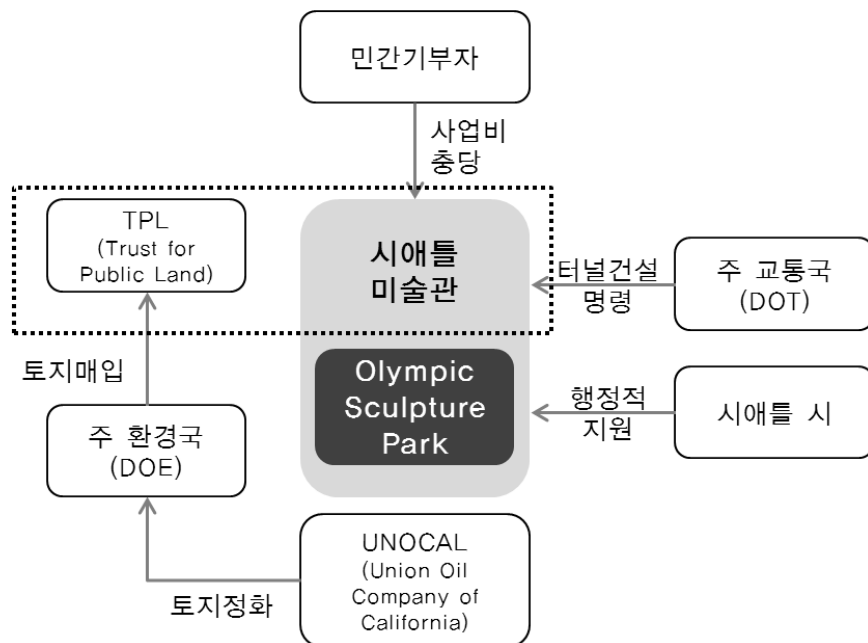 민간기부자
사업비
충당
TPL
(Trust for
Public Land)
시애틀
미술관
터널건설
명령
주 교통국
(DOT)
토지매입
Olympic
Sculpture
Park
행정적
지원
시애틀 시
주 환경국
(DOE)
토지정화
UNOCAL
(Union Oil
Company of
California)